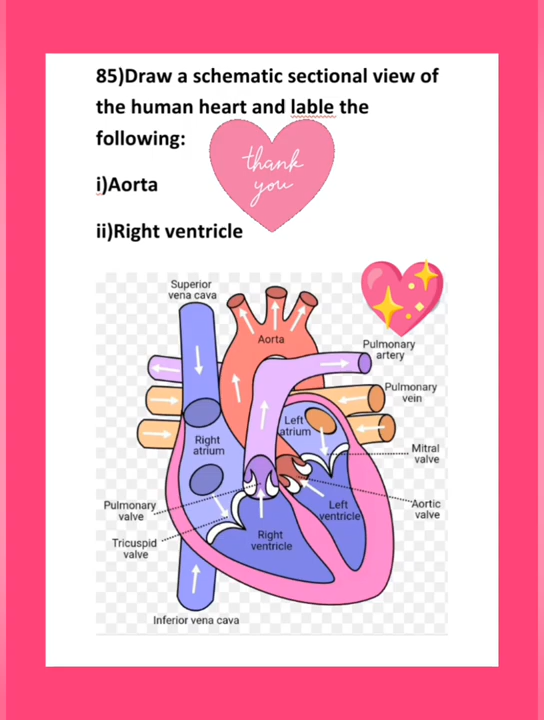 85)Draw a schematic sectional view of
the human heart and lable the
following:
thank
you
i)Aorta
ii)Right ventricle
Superior
vena cava
Aorta
Pulmonary
artery
Pulmonary
vein
Left
atrium
Right
atrium
Mitral
valve
Pulmonary
valve
Left
ventricle
Aortic
valve
Tricuspid
valve
Right
ventricle
Inferior vena cava